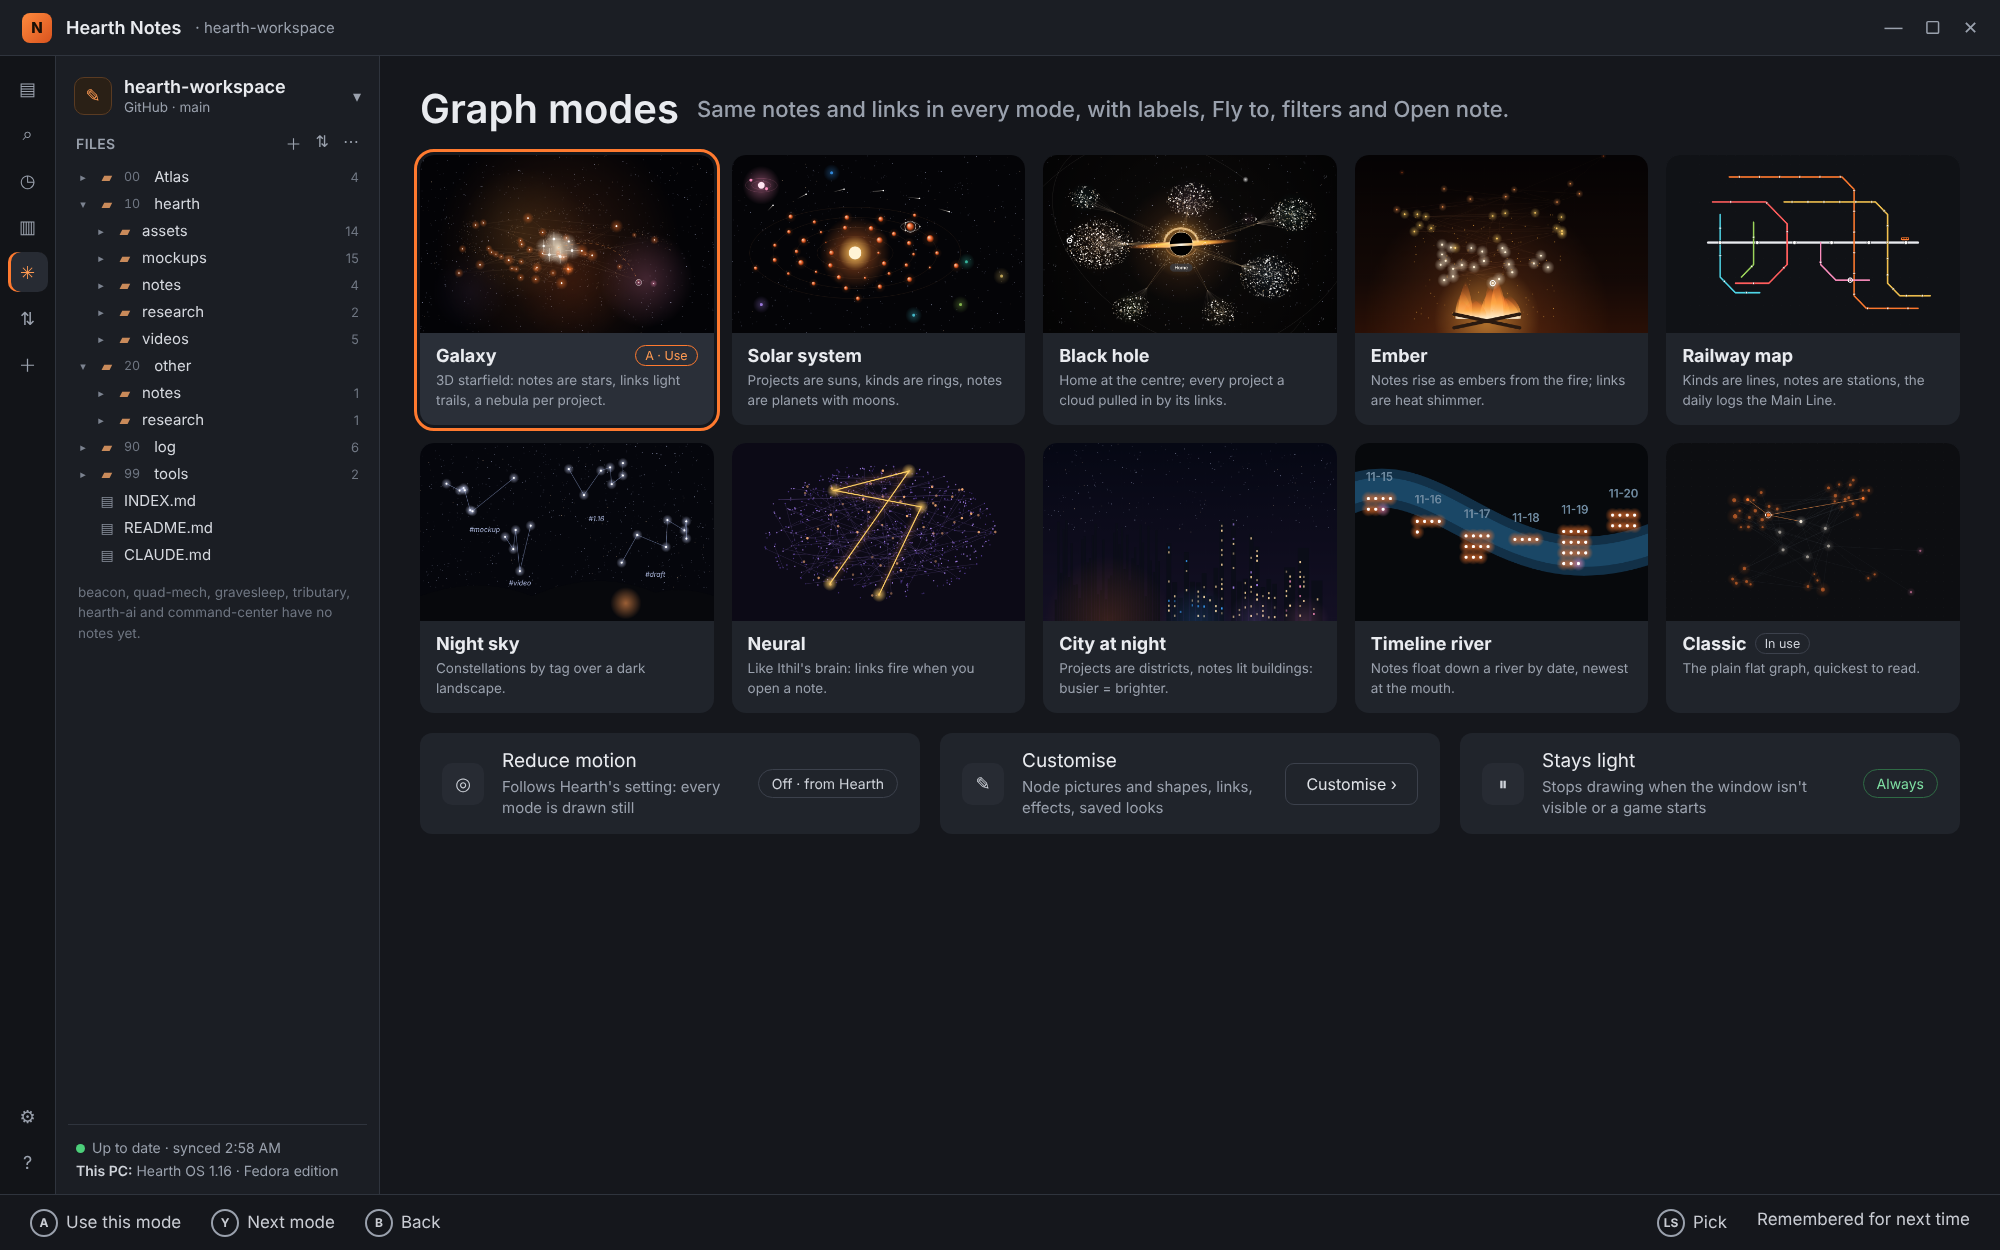 N Hearth Notes · hearth-workspace
hearth-workspace
GitHub · main
FILES
00 Atlas 4
10 hearth
assets 14
mockups 15
notes 4
research 2
videos 5
20 other
notes 1
research 1
90 log 6
99 tools 2
INDEX.md
README.md
CLAUDE.md
beacon, quad-mech, gravesleep, tributary,
hearth-ai and command-center have no
notes yet.
Up to date · synced 2:58 AM
This PC: Hearth OS 1.16 · Fedora edition
Graph modes Same notes and links in every mode, with labels, Fly to, filters and Open note.
Galaxy A · Use
3D starfield: notes are stars, links light
trails, a nebula per project.
Solar system
Projects are suns, kinds are rings, notes
are planets with moons.
Home
Black hole
Home at the centre; every project a
cloud pulled in by its links.
Ember
Notes rise as embers from the fire; links
are heat shimmer.
Railway map
Kinds are lines, notes are stations, the
daily logs the Main Line.
#mockup
#1.16
#video
#draft
Night sky
Constellations by tag over a dark
landscape.
Neural
Like Ithil's brain: links fire when you
open a note.
City at night
Projects are districts, notes lit buildings:
busier = brighter.
11-15
11-16
11-17
11-18
11-19
11-20
Timeline river
Notes float down a river by date, newest
at the mouth.
Classic In use
The plain flat graph, quickest to read.
Reduce motion
Follows Hearth's setting: every
mode is drawn still
Off · from Hearth
Customise
Node pictures and shapes, links,
effects, saved looks
Customise ›
Stays light
Stops drawing when the window isn't
visible or a game starts
Always
A Use this mode Y Next mode B Back LS Pick Remembered for next time